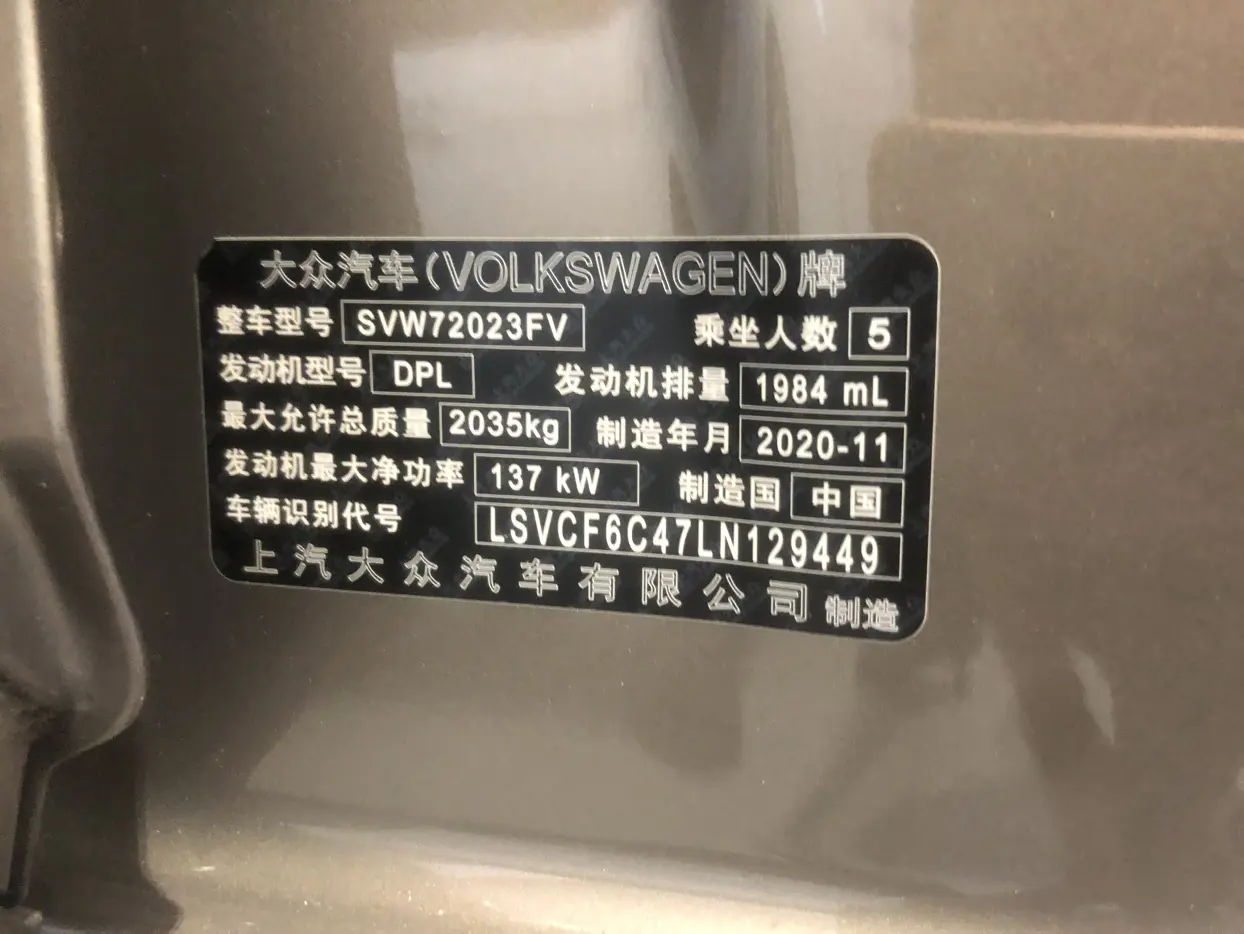 大众汽车(VOLKSWAGEN)牌
整车型号 SVW72023FV 乘坐人数 5
发动机型号 DPL 发动机排量 1984 mL
最大允许总质量 2035kg 制造年月 2020-11
发动机最大净功率 137 kW 制造国 中国
车辆识别代号 LSVCF6C47LN129449
上汽大众汽车有限公司 制造